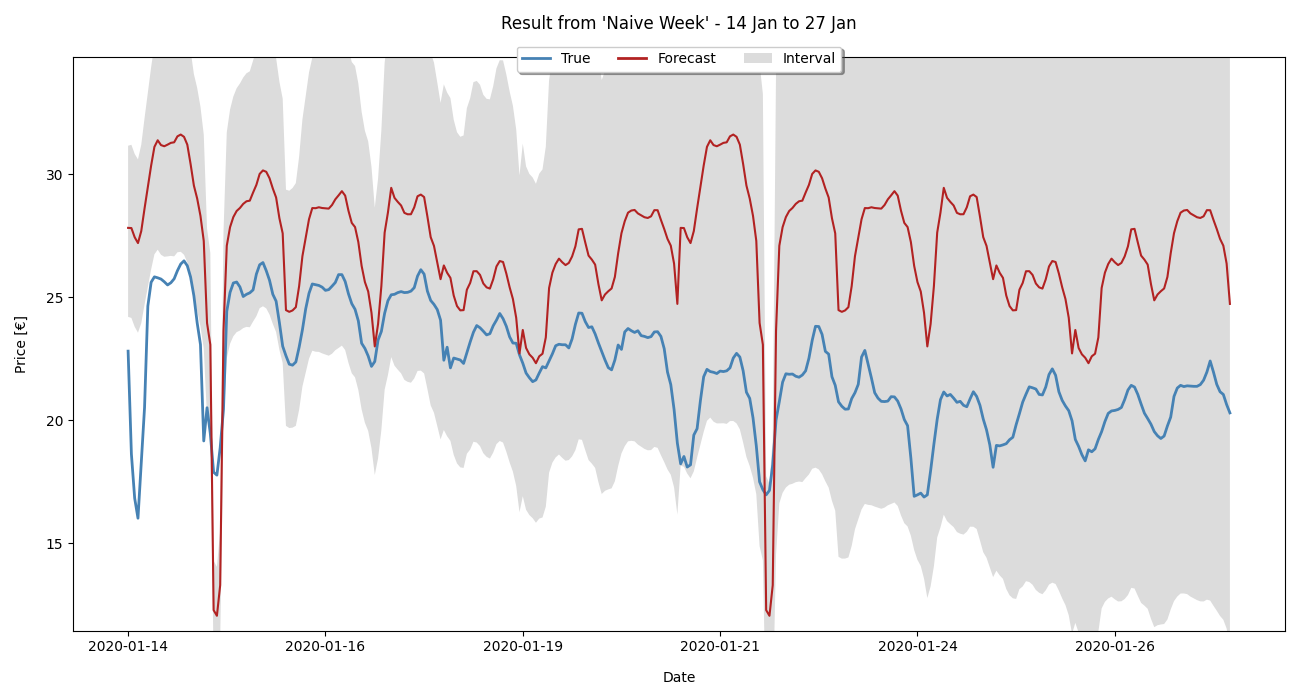 Result from 'Naive Week' - 14 Jan to 27 Jan
True Forecast Interval
Price [€]
30
25
20
15
2020-01-14 2020-01-16 2020-01-19 2020-01-21 2020-01-24 2020-01-26
Date